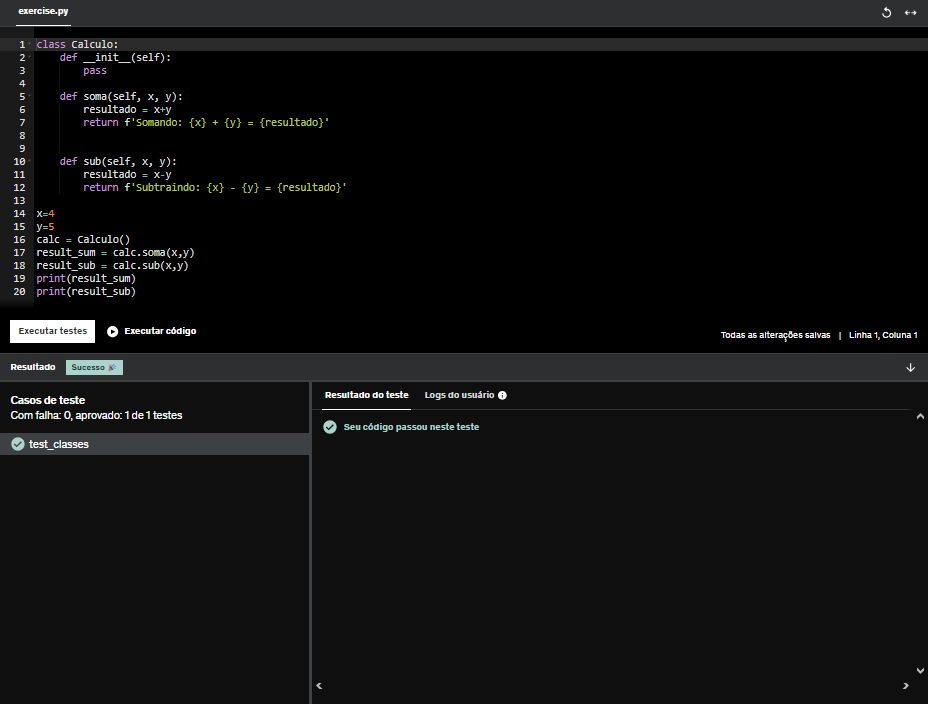 exercise.py
1 class Calculo:
2     def __init__(self):
3         pass
4
5     def soma(self, x, y):
6         resultado = x+y
7         return f'Somando: {x} + {y} = {resultado}'
8
9
10     def sub(self, x, y):
11         resultado = x-y
12         return f'Subtraindo: {x} - {y} = {resultado}'
13
14 x=4
15 y=5
16 calc = Calculo()
17 result_sum = calc.soma(x,y)
18 result_sub = calc.sub(x,y)
19 print(result_sum)
20 print(result_sub)
Executar testes Executar código Todas as alterações salvas | Linha 1, Coluna 1
Resultado Sucesso 🎉
Casos de teste
Com falha: 0, aprovado: 1 de 1 testes
test_classes
Resultado do teste Logs do usuário
Seu código passou neste teste